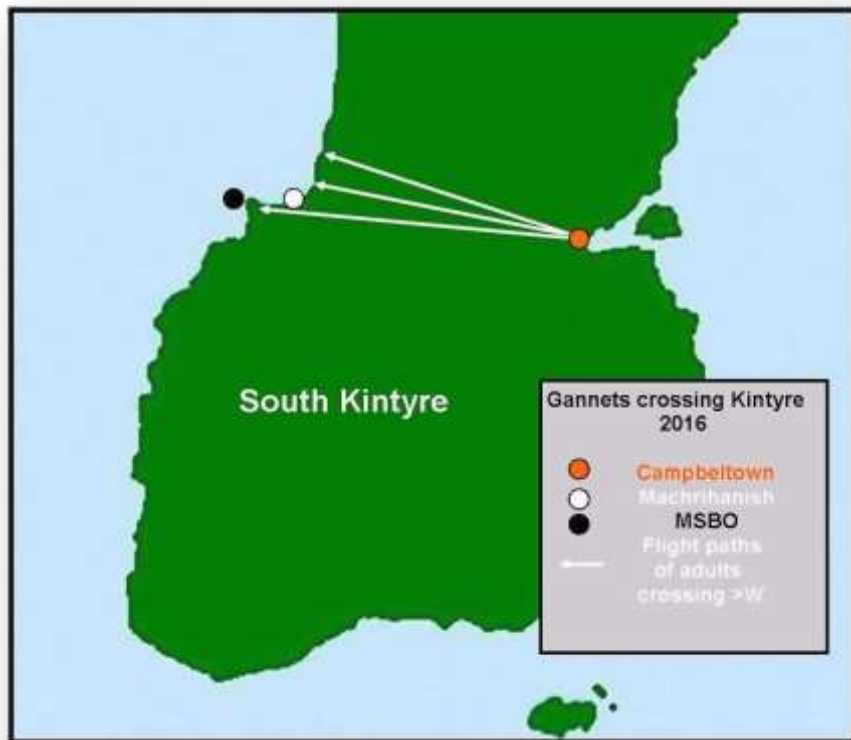 South Kintyre
Gannets crossing Kintyre
2016
Campbeltown
Machrihanish
MSBO
Flight paths
of adults
crossing >W